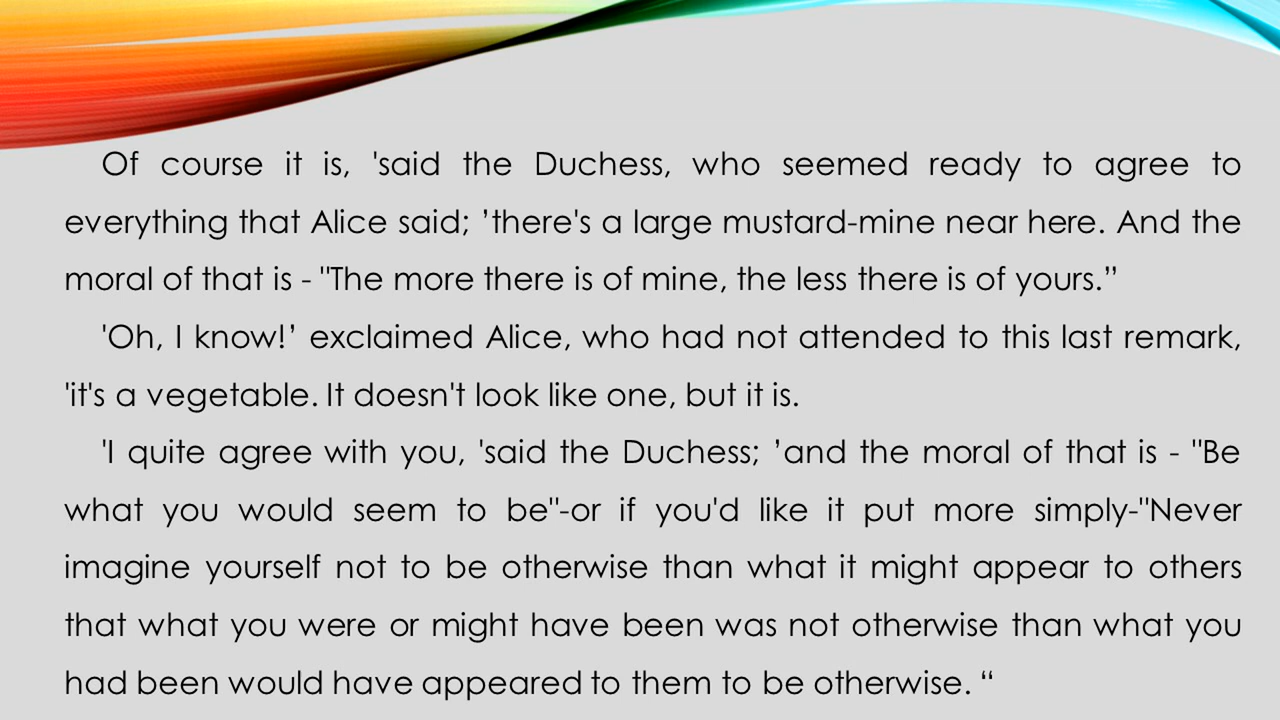 Of course it is, 'said the Duchess, who seemed ready to agree to
everything that Alice said; ’there's a large mustard-mine near here. And the
moral of that is - "The more there is of mine, the less there is of yours.”
'Oh, I know!’ exclaimed Alice, who had not attended to this last remark,
'it's a vegetable. It doesn't look like one, but it is.
'I quite agree with you, 'said the Duchess; ’and the moral of that is - "Be
what you would seem to be"-or if you'd like it put more simply-"Never
imagine yourself not to be otherwise than what it might appear to others
that what you were or might have been was not otherwise than what you
had been would have appeared to them to be otherwise. “